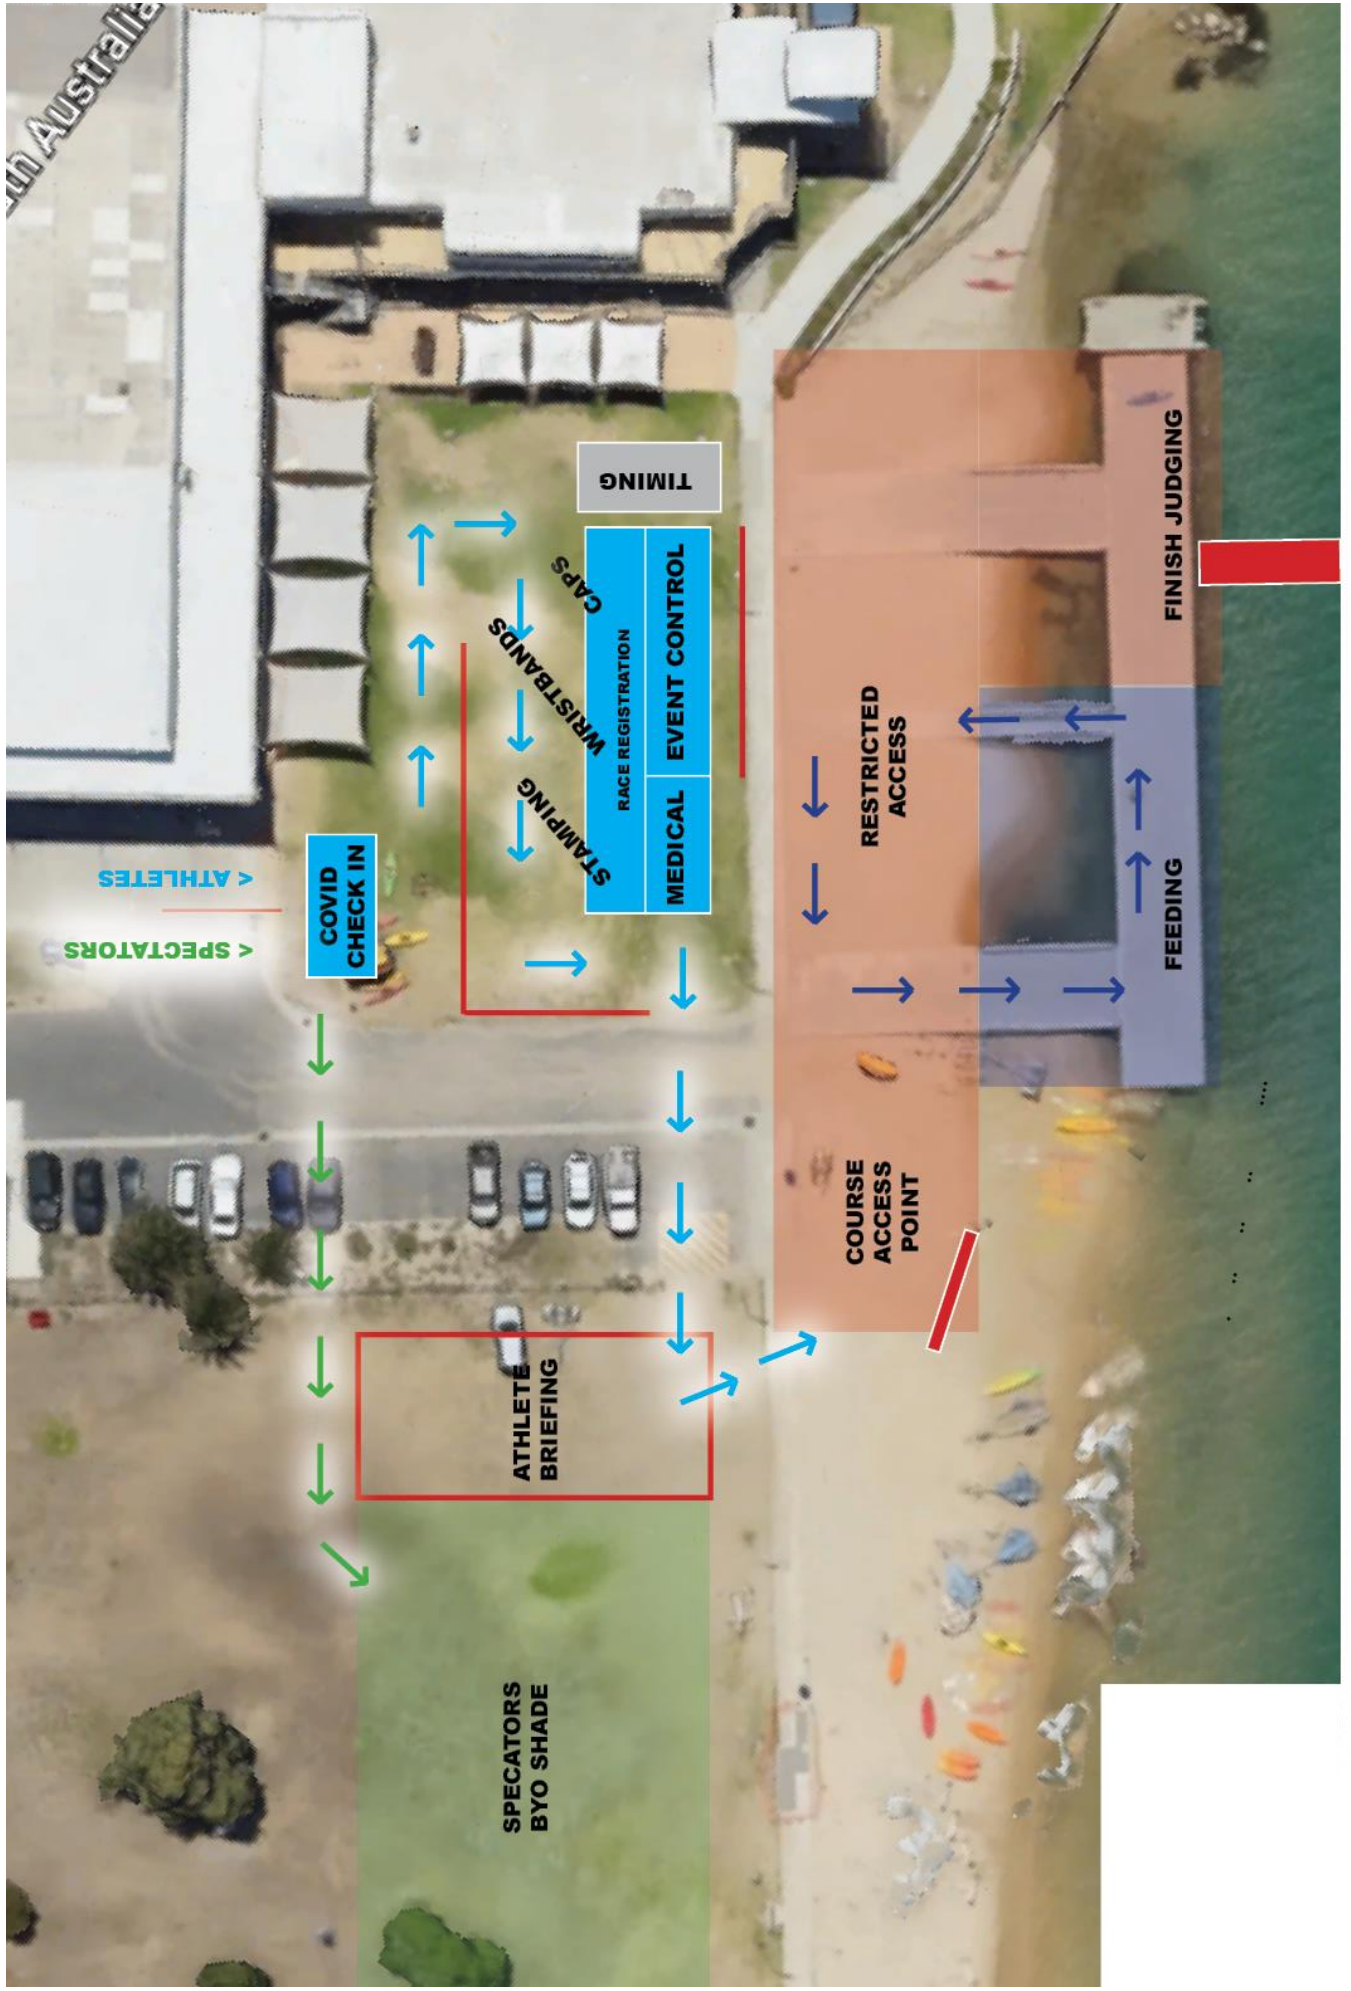 th Australia
TIMING
CAPS
WRISTBANDS
STAMPING
RACE REGISTRATION
EVENT CONTROL
MEDICAL
< ATHLETES
< SPECTATORS
COVID
CHECK IN
RESTRICTED
ACCESS
FINISH JUDGING
FEEDING
COURSE
ACCESS
POINT
ATHLETE
BRIEFING
SPECATORS
BYO SHADE